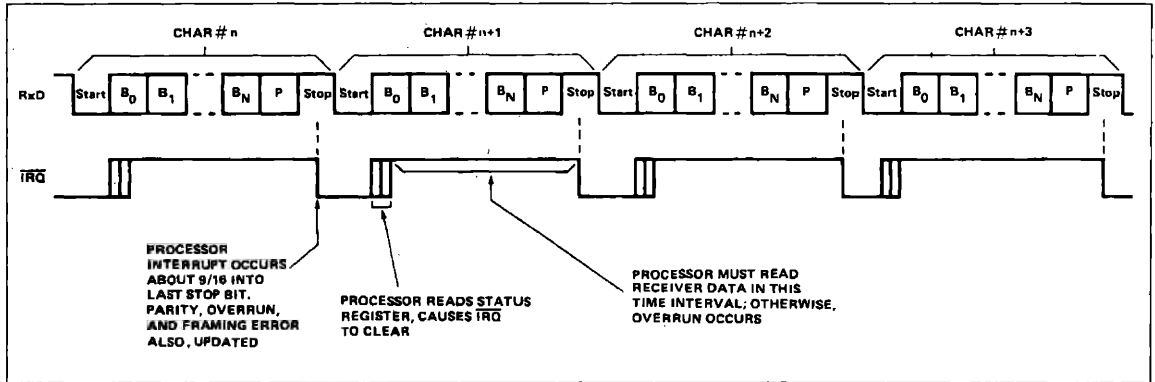 CHAR # n
CHAR # n+1
CHAR # n+2
CHAR # n+3
RxD
Start B0 B1 BN P Stop Start B0 B1 BN P Stop Start B0 B1 BN P Stop Start B0 B1 BN P Stop
IRQ
PROCESSOR
INTERRUPT OCCURS
ABOUT 9/16 INTO
LAST STOP BIT.
PARITY, OVERRUN,
AND FRAMING ERROR
ALSO, UPDATED
PROCESSOR READS STATUS
REGISTER, CAUSES IRQ
TO CLEAR
PROCESSOR MUST READ
RECEIVER DATA IN THIS
TIME INTERVAL; OTHERWISE,
OVERRUN OCCURS